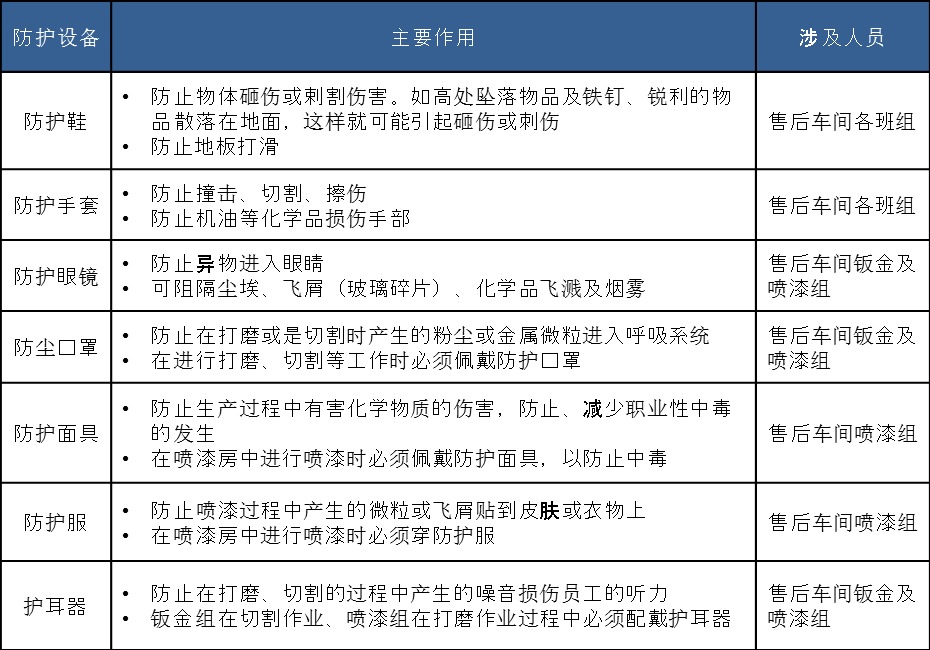 防护设备 主要作用 涉及人员
防护鞋
• 防止物体砸伤或刺割伤害。如高处坠落物品及铁钉、锐利的物
品散落在地面，这样就可能引起砸伤或刺伤
• 防止地板打滑
售后车间各班组
防护手套
• 防止撞击、切割、擦伤
• 防止机油等化学品损伤手部
售后车间各班组
防护眼镜
• 防止异物进入眼睛
• 可阻隔尘埃、飞屑（玻璃碎片）、化学品飞溅及烟雾
售后车间钣金及
喷漆组
防尘口罩
• 防止在打磨或是切割时产生的粉尘或金属微粒进入呼吸系统
• 在进行打磨、切割等工作时必须佩戴防护口罩
售后车间钣金及
喷漆组
防护面具
• 防止生产过程中有害化学物质的伤害，防止、减少职业性中毒
的发生
• 在喷漆房中进行喷漆时必须佩戴防护面具，以防止中毒
售后车间喷漆组
防护服
• 防止喷漆过程中产生的微粒或飞屑贴到皮肤或衣物上
• 在喷漆房中进行喷漆时必须穿防护服
售后车间喷漆组
护耳器
• 防止在打磨、切割的过程中产生的噪音损伤员工的听力
• 钣金组在切割作业、喷漆组在打磨作业过程中必须配戴护耳器
售后车间钣金及
喷漆组